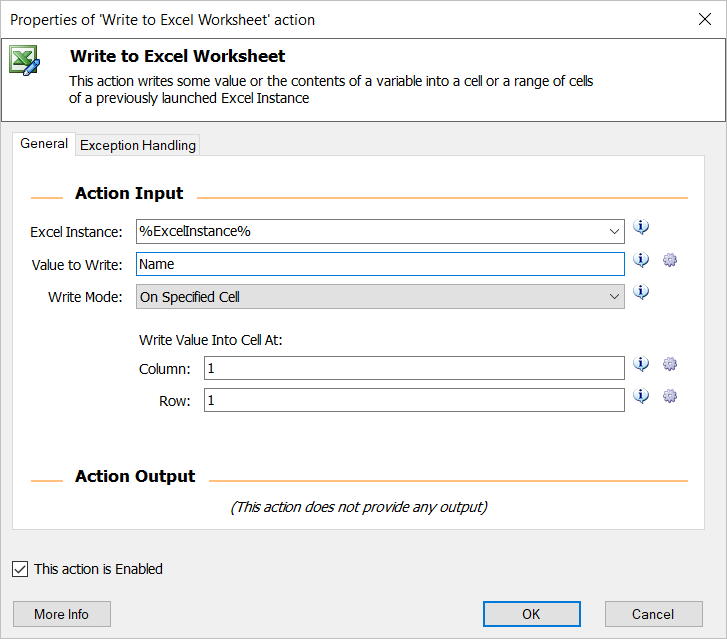 Properties of 'Write to Excel Worksheet' action
Write to Excel Worksheet
This action writes some value or the contents of a variable into a cell or a range of cells
of a previously launched Excel Instance
General
Exception Handling
Action Input
Excel Instance: %ExcelInstance%
Value to Write: Name
Write Mode: On Specified Cell
Write Value Into Cell At:
Column: 1
Row: 1
Action Output
(This action does not provide any output)
This action is Enabled
More Info
OK
Cancel